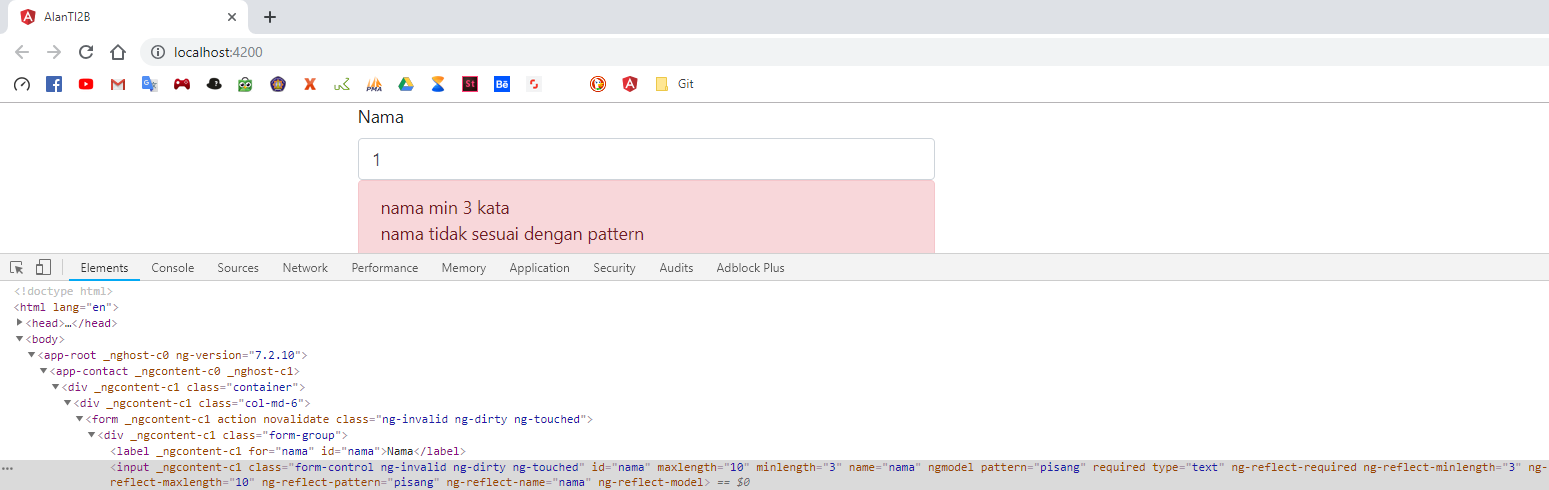 AlanTI2B
localhost:4200
G
?
X
PMA
St
Bē
Git
Nama
1
nama min 3 kata
nama tidak sesuai dengan pattern
Elements Console Sources Network Performance Memory Application Security Audits Adblock Plus
<!doctype html>
<html lang="en">
<head>…</head>
<body>
<app-root _nghost-c0 ng-version="7.2.10">
<app-contact _ngcontent-c0 _nghost-c1>
<div _ngcontent-c1 class="container">
<div _ngcontent-c1 class="col-md-6">
<form _ngcontent-c1 action novalidate class="ng-invalid ng-dirty ng-touched">
<div _ngcontent-c1 class="form-group">
<label _ngcontent-c1 for="nama" id="nama">Nama</label>
<input _ngcontent-c1 class="form-control ng-invalid ng-dirty ng-touched" id="nama" maxlength="10" minlength="3" name="nama" ngmodel pattern="pisang" required type="text" ng-reflect-required ng-reflect-minlength="3" ng-
reflect-maxlength="10" ng-reflect-pattern="pisang" ng-reflect-name="nama" ng-reflect-model> == $0